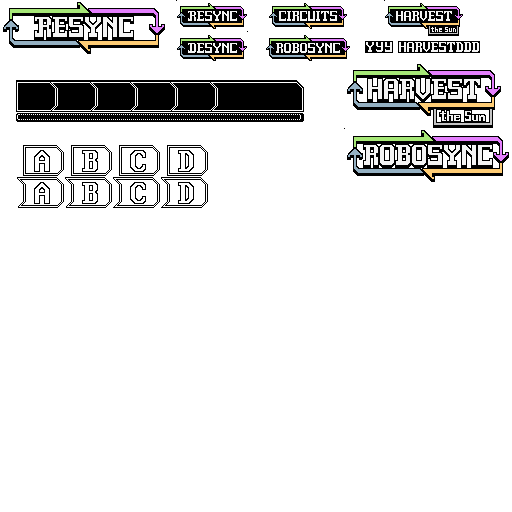 RESYNC
RESYNC CIRCUITS HARVEST
the Sun
DESYNC ROBOSYNC YYY HARVESTDDD
HARVEST
the Sun
ROBOSYNC
A B C D
A B C D